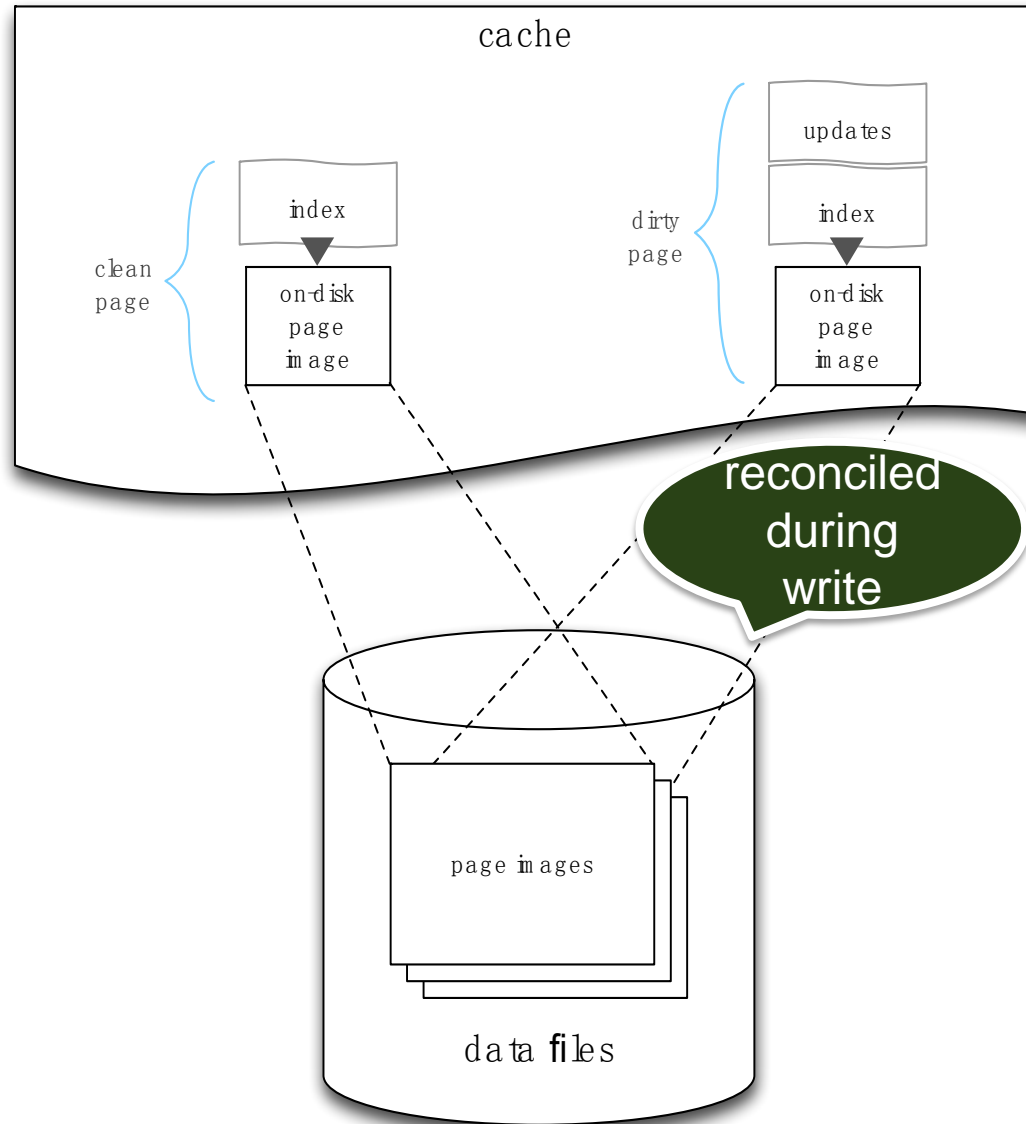 cache
clean
page
index
on-disk
page
image
dirty
page
updates
index
on-disk
page
image
reconciled
during
write
page images
data files